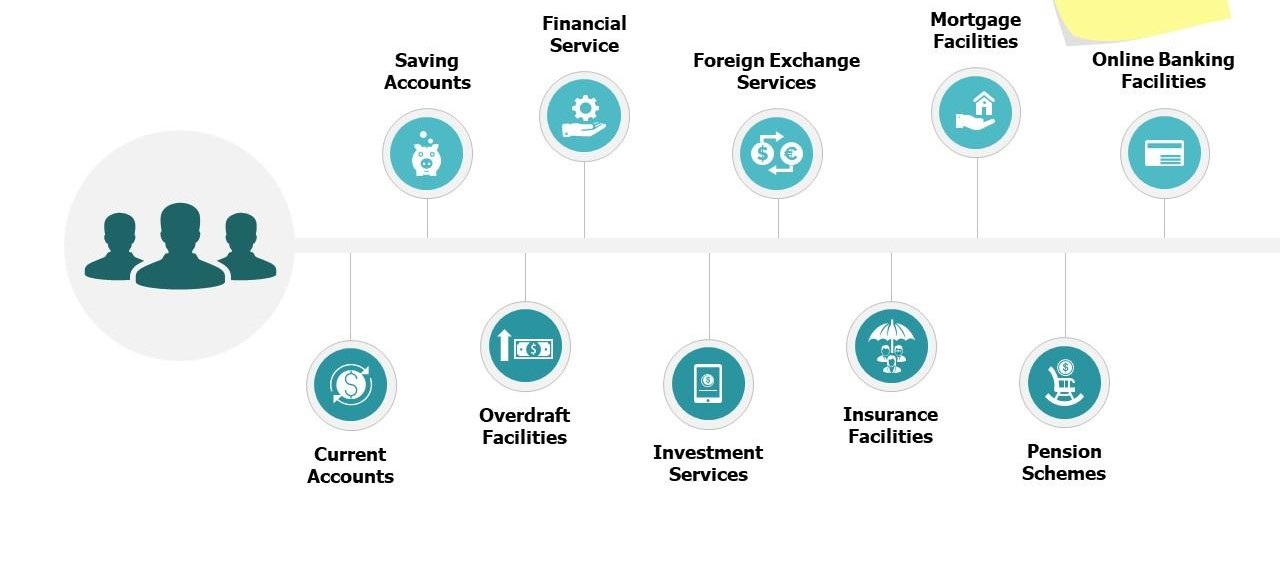 Saving
Accounts
Financial
Service
Foreign Exchange
Services
Mortgage
Facilities
Online Banking
Facilities
$
€
$
$
$
$
Current
Accounts
Overdraft
Facilities
Investment
Services
Insurance
Facilities
Pension
Schemes